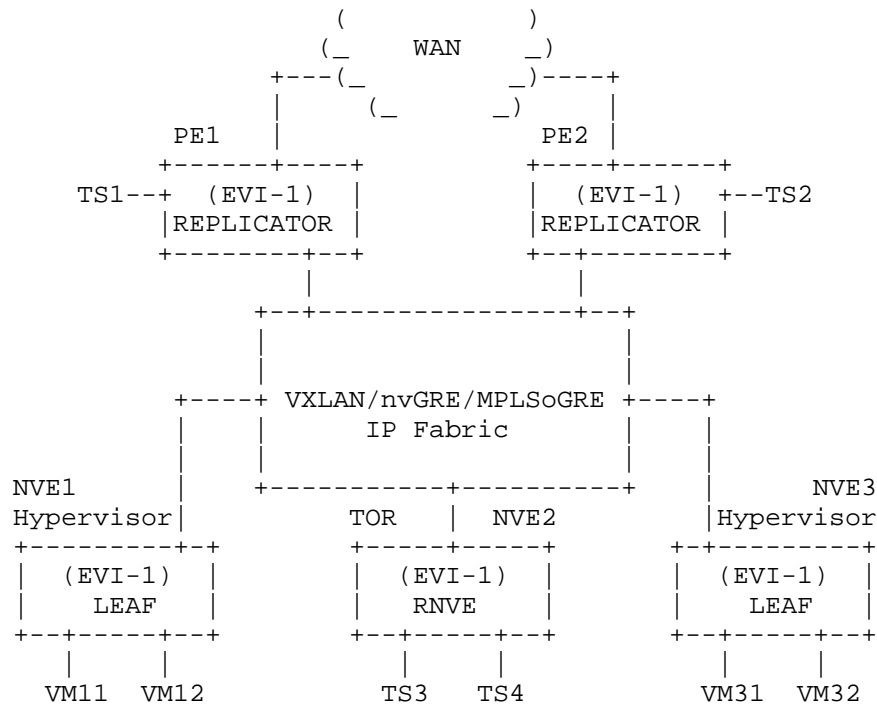 WAN
PE1 PE2
TS1 (EVI-1) (EVI-1) TS2
REPLICATOR REPLICATOR
VXLAN/nvGRE/MPLSoGRE
IP Fabric
NVE1 NVE3
Hypervisor TOR NVE2 Hypervisor
(EVI-1) (EVI-1) (EVI-1)
LEAF RNVE LEAF
VM11 VM12 TS3 TS4 VM31 VM32